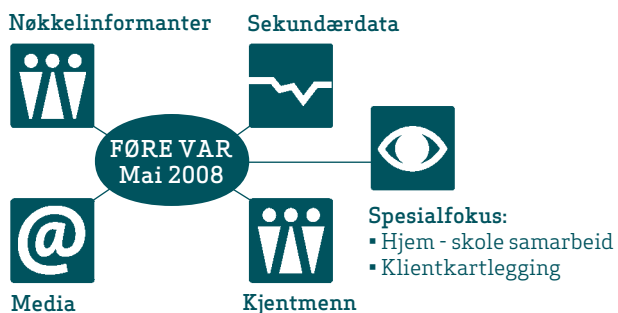 Nøkkelinformanter
Sekundærdata
FØRE VAR
Mai 2008
@
Spesialfokus:
▪ Hjem - skole samarbeid
▪ Klientkartlegging
Media
Kjentmenn